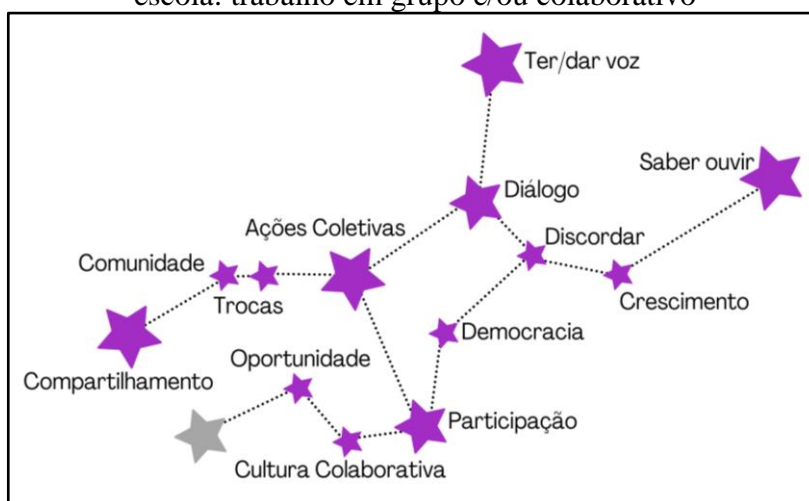 escola: trabalho em grupo e/ou colaborativo
Ter/dar voz
Saber ouvir
Diálogo
Ações Coletivas
Discordar
Comunidade
Trocas
Crescimento
Democracia
Oportunidade
Compartilhamento
Participação
Cultura Colaborativa